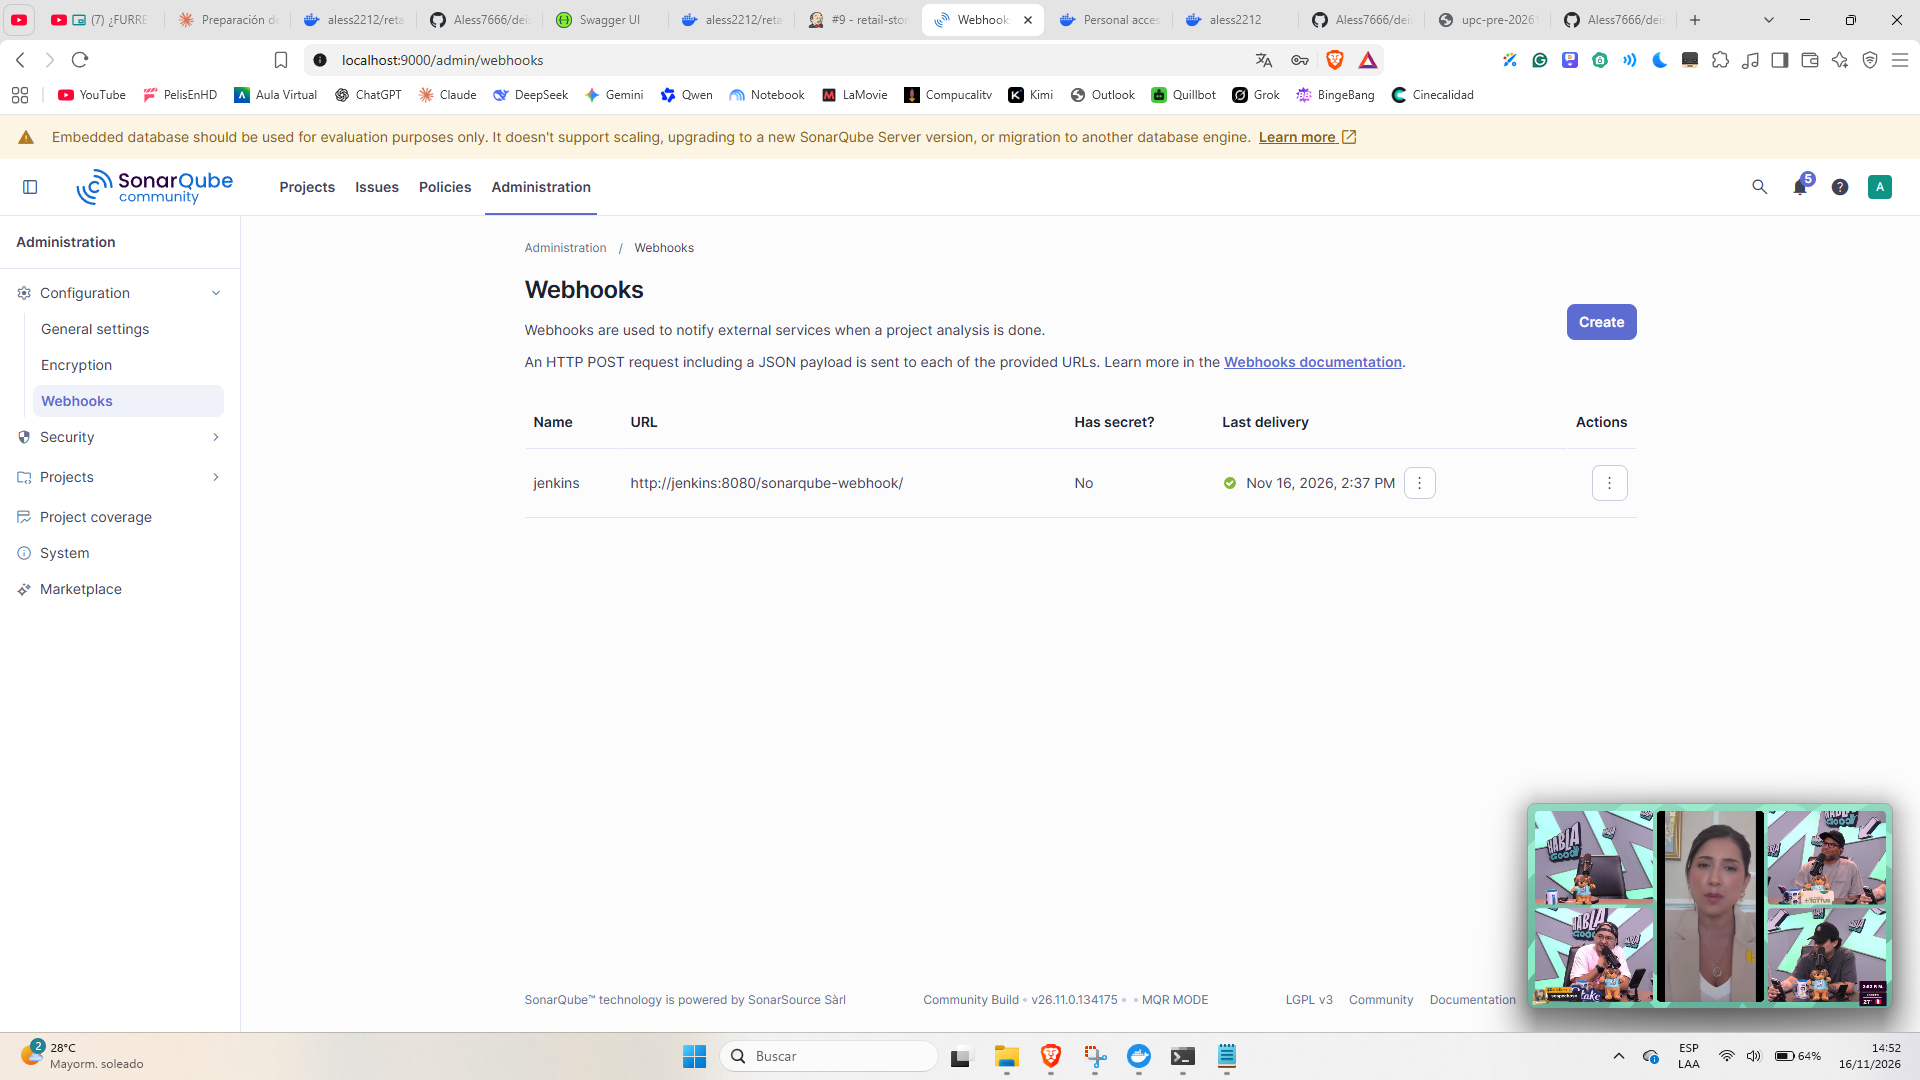 (7) ¿FURRE
Preparación de
aless2212/reta
Aless7666/deis
Swagger UI
aless2212/reta
#9 - retail-stor
Webhook
Personal acces
aless2212
Aless7666/dei
upc-pre-2026
Aless7666/de
localhost:9000/admin/webhooks
YouTube
PelisEnHD
Aula Virtual
ChatGPT
Claude
DeepSeek
Gemini
Qwen
Notebook
LaMovie
Compucalitv
Kimi
Outlook
Quillbot
Grok
BingeBang
Cinecalidad
Embedded database should be used for evaluation purposes only. It doesn't support scaling, upgrading to a new SonarQube Server version, or migration to another database engine. Learn more
SonarQube
community
Projects
Issues
Policies
Administration
5
A
Administration
Configuration
General settings
Encryption
Webhooks
Security
Projects
Project coverage
System
Marketplace
Administration / Webhooks
Webhooks
Webhooks are used to notify external services when a project analysis is done.
An HTTP POST request including a JSON payload is sent to each of the provided URLs. Learn more in the Webhooks documentation.
Create
Name URL Has secret? Last delivery Actions
jenkins http://jenkins:8080/sonarqube-webhook/ No Nov 16, 2026, 2:37 PM
SonarQube™ technology is powered by SonarSource Sàrl
Community Build • v26.11.0.134175 • • MQR MODE
LGPL v3
Community
Documentation
HABLA
GOOD
2
28°C
Mayorm. soleado
Buscar
ESP
LAA
64%
14:52
16/11/2026